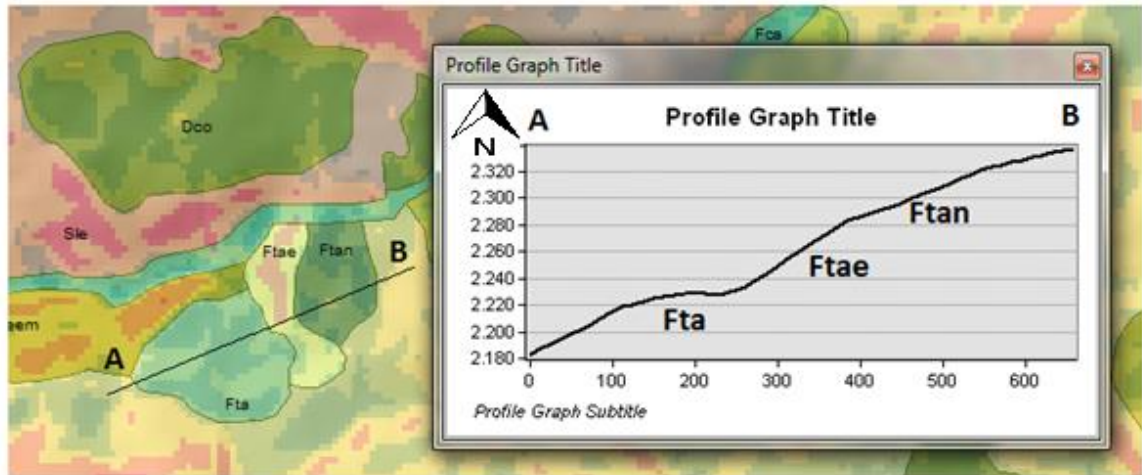 Fca
Dco
Sle
Ftae
Ftan
B
eem
A
Fta
Profile Graph Title
x
N
A
Profile Graph Title
B
2.320
2.300
2.280
2.260
2.240
2.220
2.200
2.180
Ftan
Ftae
Fta
0 100 200 300 400 500 600
Profile Graph Subtitle